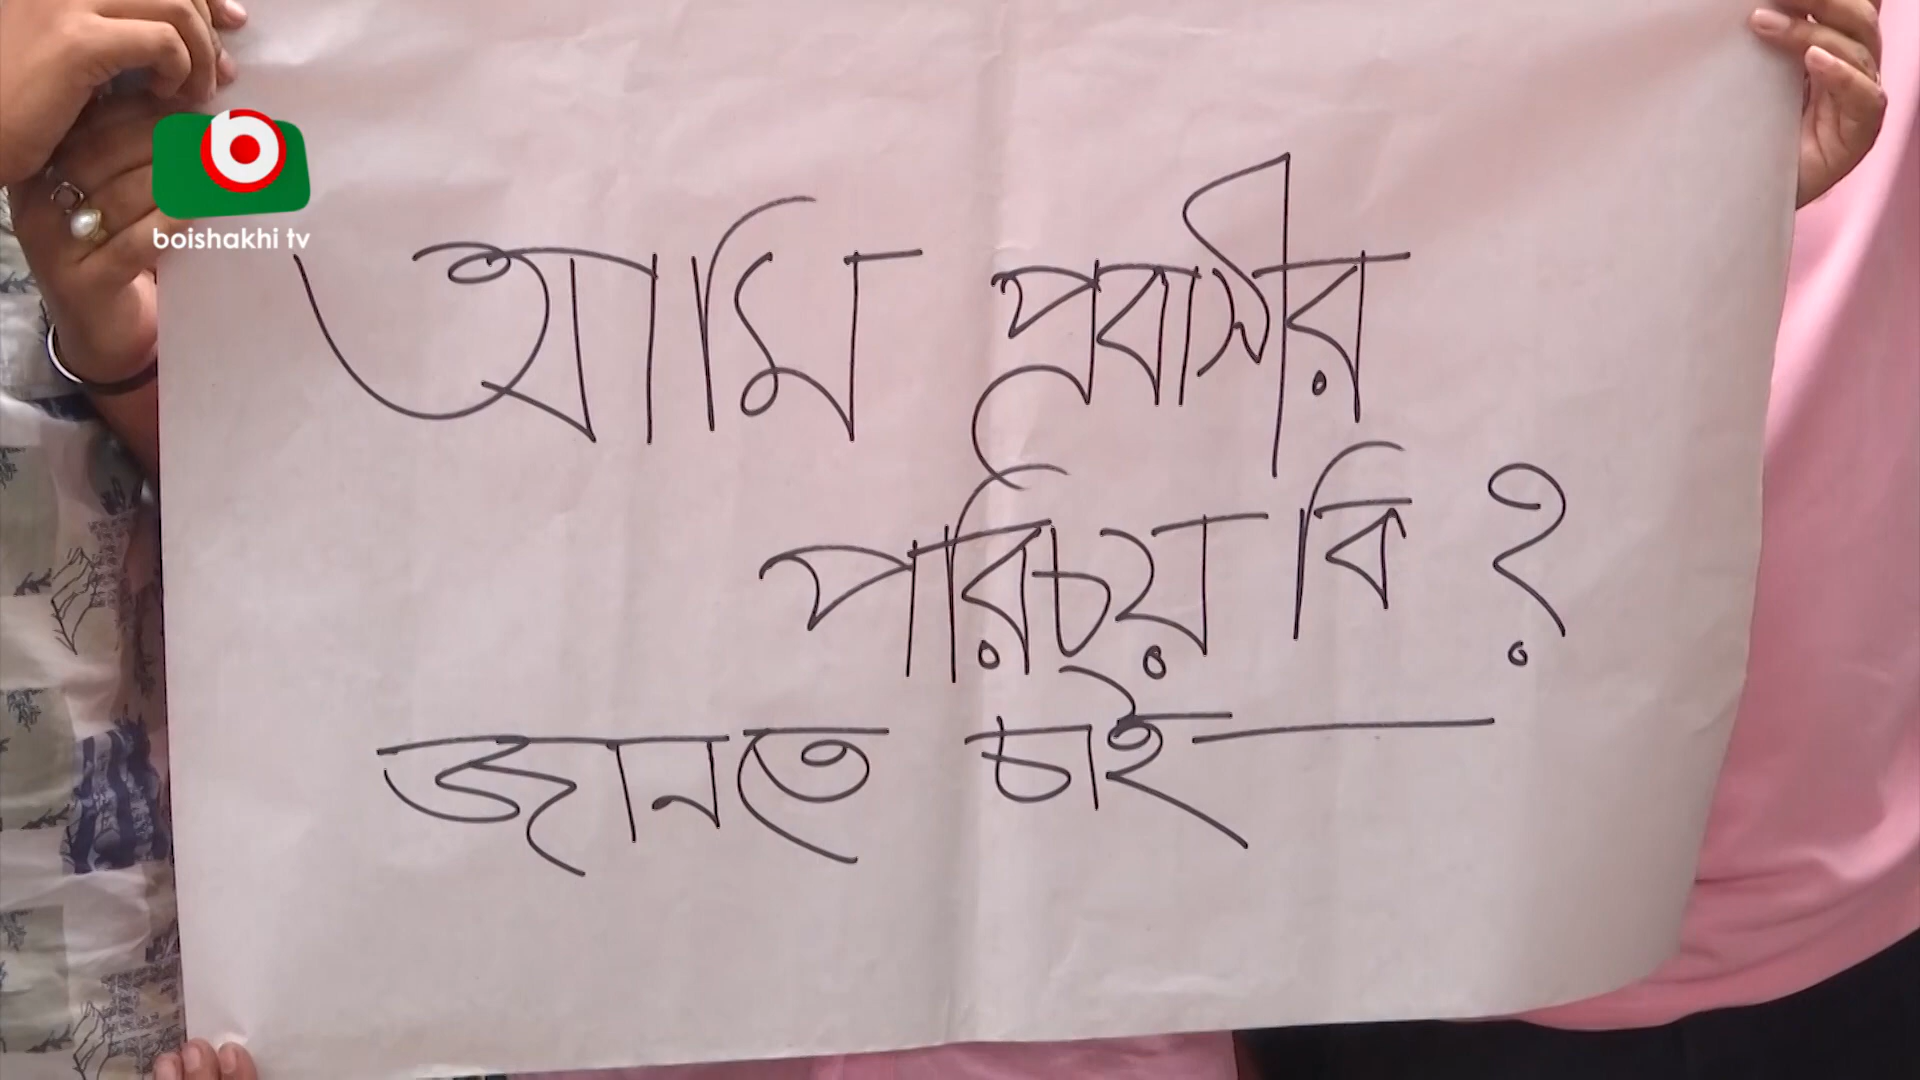 boishakhi tv
আমি প্রবাসীর
পরিচয় কি ?
জানতে চাই—